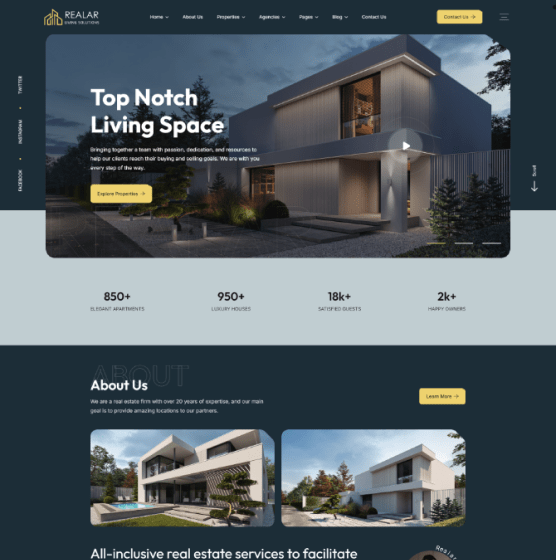 REALAR
Home
About Us
Properties
Agencies
Pages
Blog
Contact Us
Contact Us
TWITTER
INSTAGRAM
FACEBOOK
Top Notch
Living Space
Bringing together a team with passion, dedication, and resources to
help our clients reach their buying and selling goals. We are with you
every step of the way.
Explore Properties
Scroll
850+
950+
18k+
2k+
ELEGANT APARTMENTS
LUXURY HOUSES
SATISFIED GUESTS
HAPPY OWNERS
ABOUT
About Us
We are a real estate firm with over 20 years of expertise, and our main
goal is to provide amazing locations to our partners.
Learn More
All-inclusive real estate services to facilitate